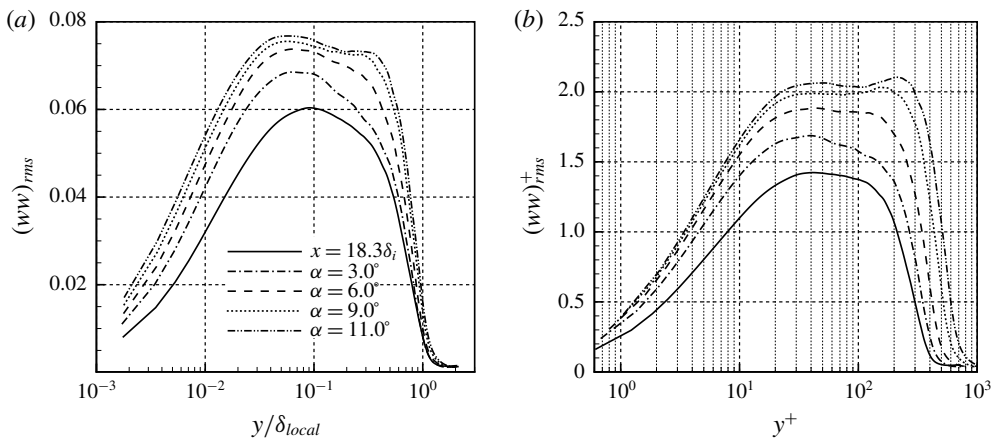 (a)
0.08
0.06
0.04
0.02
(ww)rms
x = 18.3δi
α = 3.0°
α = 6.0°
α = 9.0°
α = 11.0°
10−3
10−2
10−1
100
y/δlocal
(b)
2.5
2.0
1.5
1.0
0.5
0
(ww)+rms
100
101
102
103
y+